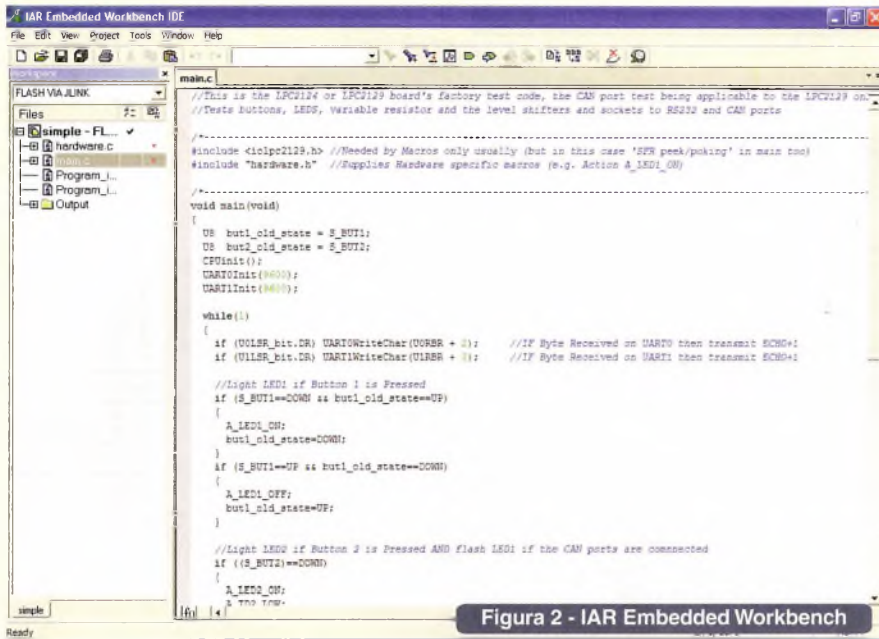 IAR Embedded Workbench IDE
File Edit View Project Tools Window Help
Workspace
main.c
FLASH VIA JLINK
Files
simple - FL...
hardware.c
main.c
Program_i...
Program_i...
Output
simple
//This is the LPC2124 or LPC2129 board's factory test code, the CAN port test being applicable to the LPC2129 on
//Tests buttons, LEDS, variable resistor and the level shifters and sockets to RS232 and CAN ports
/*-
#include <iolpc2129.h> //Needed by Macros only usually (but in this case 'SFR peek/poking' in main too)
#include "hardware.h" //Supplies Hardware specific macros (e.g. Action A_LED1_ON)
/*-
void main(void)
{
U8 but1_old_state = S_BUT1;
U8 but2_old_state = S_BUT2;
CPUinit();
UART0Init(9600);
UART1Init(9600);
while(1)
{
if (U0LSR_bit.DR) UART0WriteChar(U0RBR + ); //IF Byte Received on UART0 then transmit ECHO+1
if (U1LSR_bit.DR) UART1WriteChar(U1RBR + ); //IF Byte Received on UART1 then transmit ECHO+1
//Light LED1 if Button 1 is Pressed
if (S_BUT1==DOWN && but1_old_state==UP)
{
A_LED1_ON;
but1_old_state=DOWN;
}
if (S_BUT1==UP && but1_old_state==DOWN)
{
A_LED1_OFF;
but1_old_state=UP;
}
//Light LED2 if Button 2 is Pressed AND flash LED1 if the CAN ports are comnected
if ((S_BUT2)==DOWN)
{
A_LED2_ON;
Ready
Figura 2 - IAR Embedded Workbench